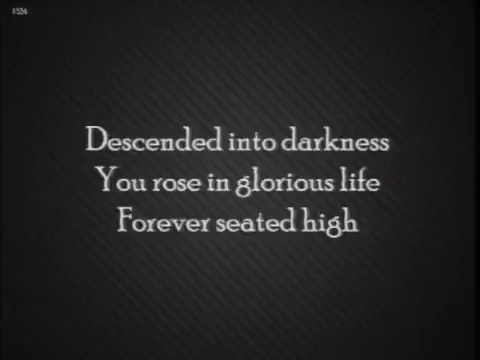 Descended into darkness
You rose in glorious life
Forever seated high